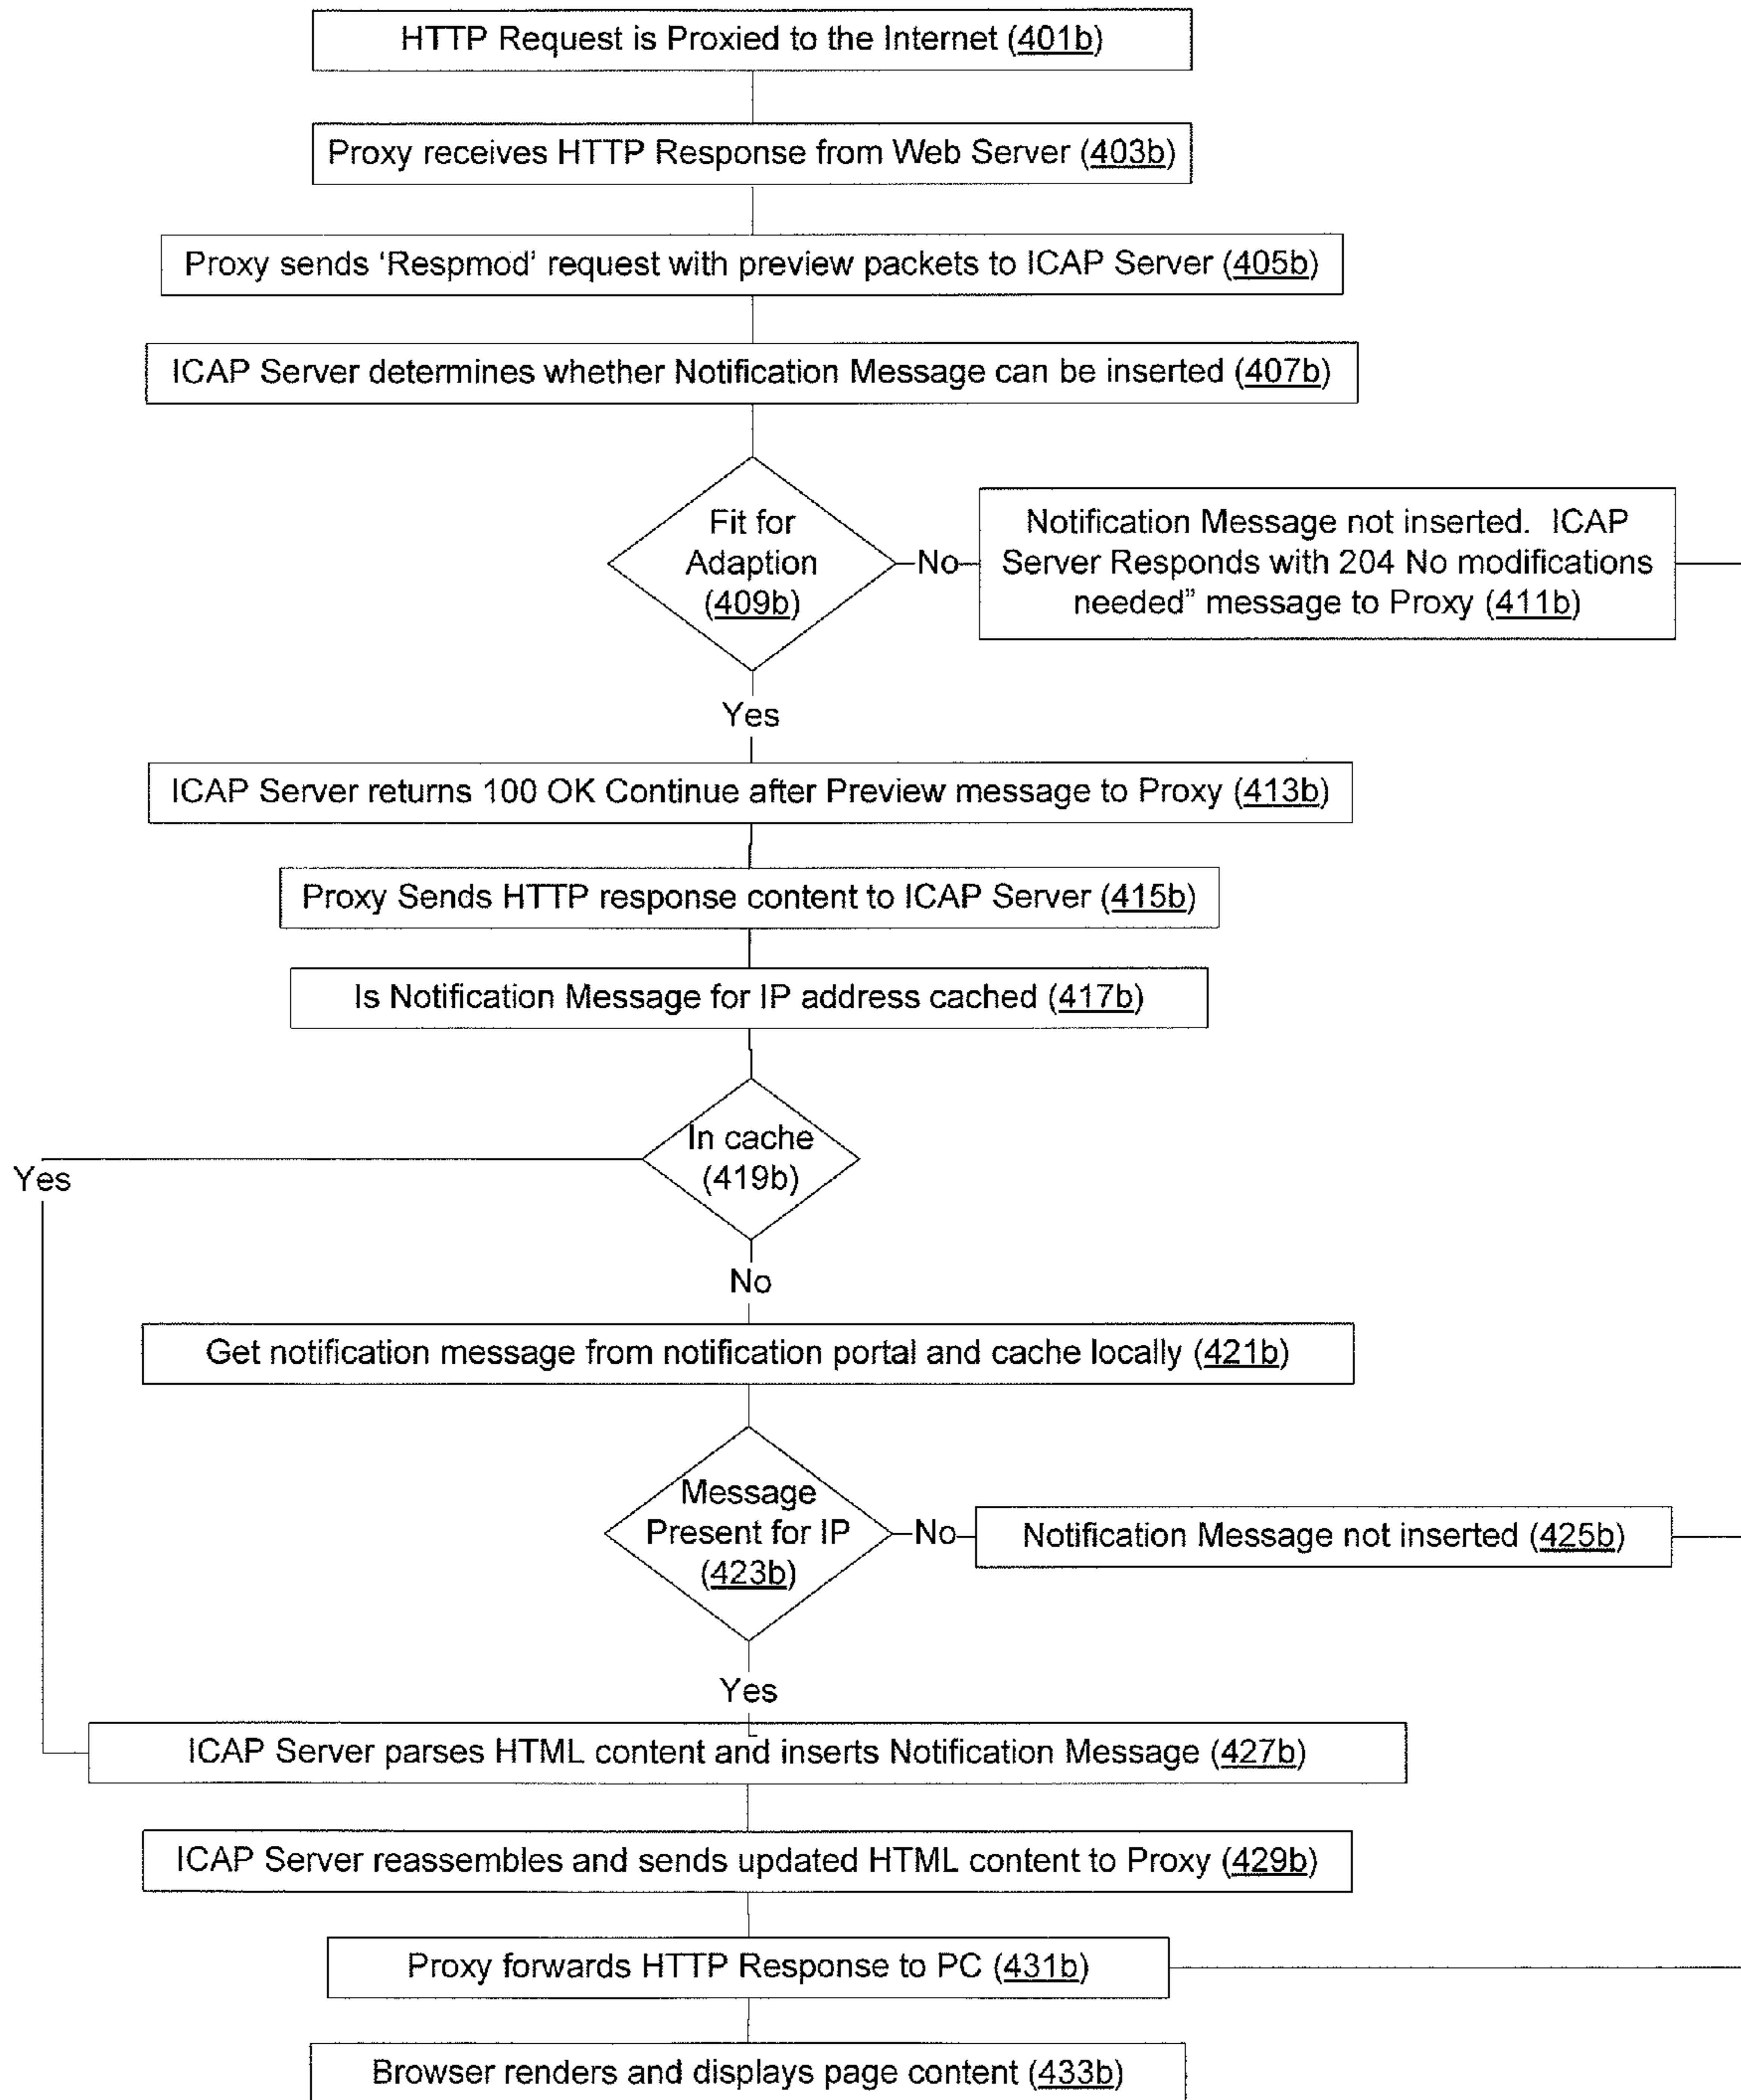 HTTP Request is Proxied to the Internet (401b)
Proxy receives HTTP Response from Web Server (403b)
Proxy sends ‘Respmod’ request with preview packets to ICAP Server (405b)
ICAP Server determines whether Notification Message can be inserted (407b)
Fit for
Adaption
(409b)
No
Notification Message not inserted. ICAP
Server Responds with 204 No modifications
needed” message to Proxy (411b)
Yes
ICAP Server returns 100 OK Continue after Preview message to Proxy (413b)
Proxy Sends HTTP response content to ICAP Server (415b)
Is Notification Message for IP address cached (417b)
In cache
(419b)
Yes
No
Get notification message from notification portal and cache locally (421b)
Message
Present for IP
(423b)
No
Notification Message not inserted (425b)
Yes
ICAP Server parses HTML content and inserts Notification Message (427b)
ICAP Server reassembles and sends updated HTML content to Proxy (429b)
Proxy forwards HTTP Response to PC (431b)
Browser renders and displays page content (433b)